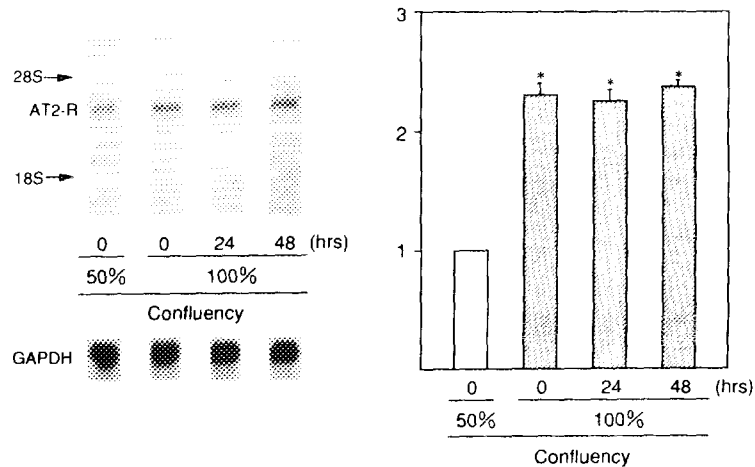 28S
AT2-R
18S
0 0 24 48 (hrs)
50% 100%
Confluency
GAPDH
3
2
1
* * *
0 0 24 48 (hrs)
50% 100%
Confluency